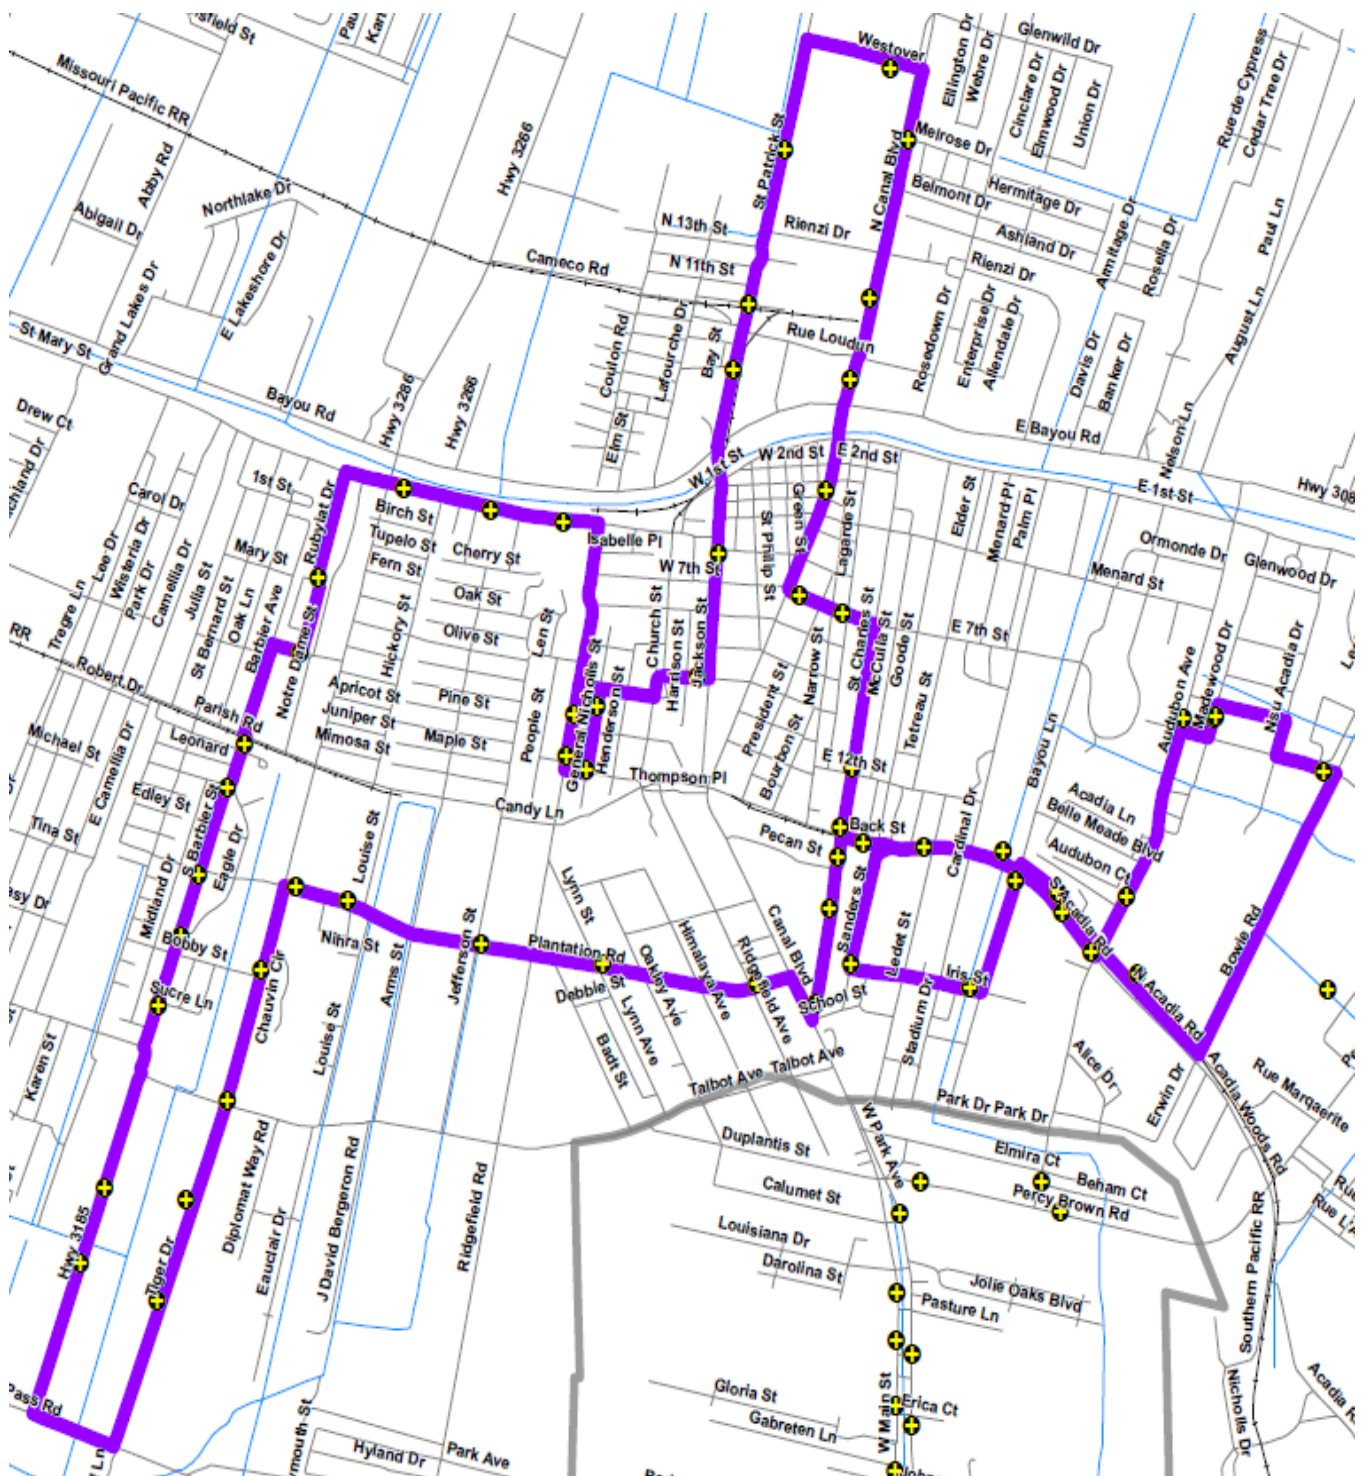 sfield St
Missouri Pacific RR
Hwy 3266
Westover
Ellington Dr
Webre Dr
Glenwild Dr
Cinclare Dr
Elmwood Dr
Union Dr
Rue de Cypress
Cedar Tree Dr
Abby Rd
Northlake Dr
Abigail Dr
E Lakeshore Dr
Grand Lakes Dr
St Patrick St
N Canal Blvd
Melrose Dr
Belmont Dr
Hermitage Dr
Ashland Dr
Armitage Dr
Rosella Dr
Paul Ln
August Ln
N 13th St
Rienzi Dr
N 11th St
Cameco Rd
Rienzi Dr
Enterprise Dr
Allendale Dr
Rosedown Dr
Rue Loudun
Bay St
Lafourche Dr
Coulon Rd
Elm St
Davis Dr
Banker Dr
St Mary St
Bayou Rd
Hwy 3286
Hwy 3266
Drew Ct
Carol Dr
1st St
Rubylat Dr
Birch St
Tupelo St
Fern St
Cherry St
Isabelle Pl
W 1st St
W 2nd St
E 2nd St
E Bayou Rd
Nelson Ln
E 1st St
Hwy 308
Green St
Lagarde St
St Philip St
W 7th St
E 7th St
Elder St
Menard Pl
Palm Pl
Ormonde Dr
Menard St
Glenwood Dr
Lee Dr
Wisteria Dr
Park Dr
Camellia Dr
Tregre Ln
Julia St
St Bernard St
Oak Ln
Barbier Ave
Mary St
Notre Dame St
Hickory St
Oak St
Olive St
Len St
Pine St
Maple St
Apricot St
Juniper St
Mimosa St
People St
General Nicholls St
Henderson St
Church St
Harrison St
Jackson St
President St
Bourbon St
Narrow St
St Charles St
McCulla St
Goode St
Tetreau St
E 12th St
Bayou Ln
Audubon Ave
Madewood Dr
Nsu Acadia Dr
RR
Robert Dr
Parish Rd
Leonard
Michael St
E Camellia Dr
Edley St
Tina St
Midland Dr
S Barbier St
Eagle Dr
Bobby St
Sucre Ln
Louise St
Candy Ln
Thompson Pl
Pecan St
Back St
Cardinal Dr
Acadia Ln
Belle Meade Blvd
Audubon Ct
S Acadia Rd
N Acadia Rd
Bowie Rd
Lynn St
Nihra St
Arms St
Jefferson St
Plantation Rd
Debble St
Oakley Ave
Himalaya Ave
Ridgefield Ave
Canal Blvd
School St
Sanders St
Ledet St
Iris St
Stadium Dr
Chauvin Cir
Louise St
Badt St
Lynn Ave
Talbot Ave
Talbot Ave
Karen St
Alice Dr
Erwin Dr
Acadia Woods Rd
Rue Marqaerite
Park Dr
Park Dr
Duplantis St
W Park Ave
Elmira Ct
Beham Ct
Percy Brown Rd
Calumet St
Louisiana Dr
Darolina St
Jolie Oaks Blvd
Pasture Ln
Southern Pacific RR
Hwy 3185
Tiger Dr
Diplomat Way Rd
Eauclair Dr
J David Bergeron Rd
Ridgefield Rd
Pass Rd
Gloria St
Gabreten Ln
W Main St
Erica Ct
Nicholls Dr
Hyland Dr
Park Ave
mouth St